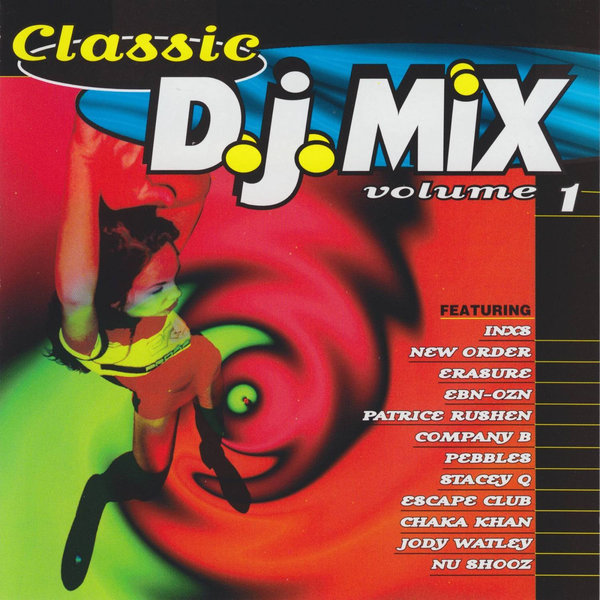 Classic
D.j. MiX
volume 1
FEATURING
INXS
NEW ORDER
ERASURE
EBN-OZN
PATRICE RUSHEN
COMPANY B
PEBBLES
STACEY Q
ESCAPE CLUB
CHAKA KHAN
JODY WATLEY
NU SHOOZ